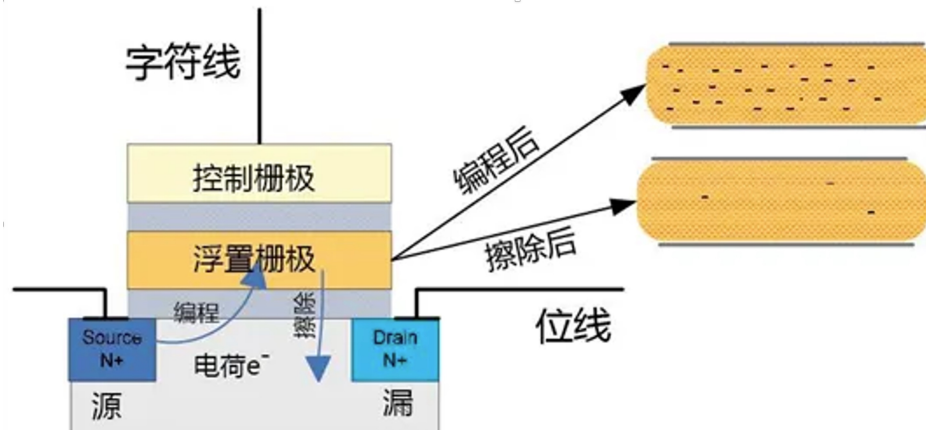 字符线
控制栅极
浮置栅极
编程后
擦除后
编程
擦除
位线
Source
N+
电荷e⁻
Drain
N+
源
漏